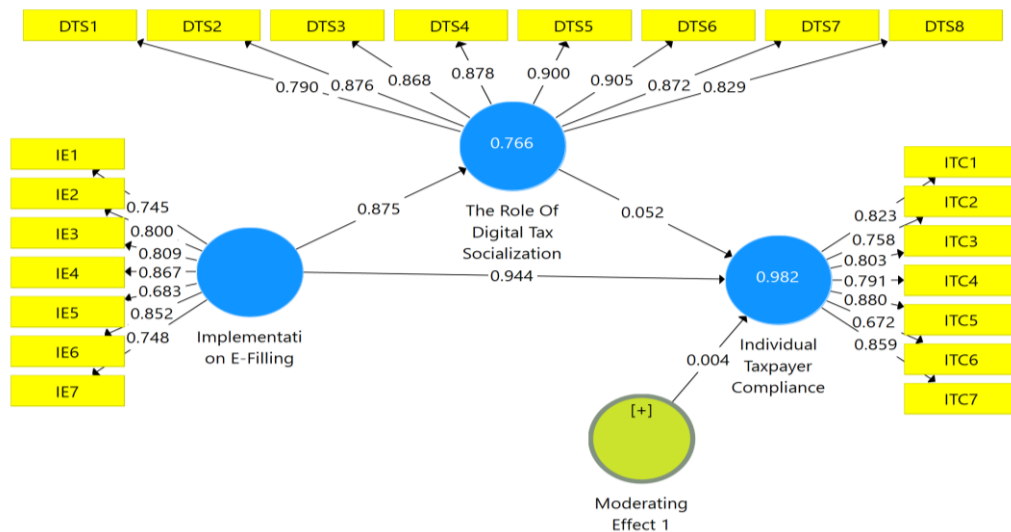 DTS1 DTS2 DTS3 DTS4 DTS5 DTS6 DTS7 DTS8
0.790 0.876 0.868 0.878 0.900 0.905 0.872 0.829
0.766
The Role Of
Digital Tax
Socialization
IE1
IE2
IE3
IE4
IE5
IE6
IE7
0.745
0.800
0.809
0.867
0.683
0.852
0.748
Implementati
on E-Filling
0.875
0.052
0.944
0.982
Individual
Taxpayer
Compliance
0.823
0.758
0.803
0.791
0.880
0.672
0.859
ITC1
ITC2
ITC3
ITC4
ITC5
ITC6
ITC7
0.004
[+]
Moderating
Effect 1